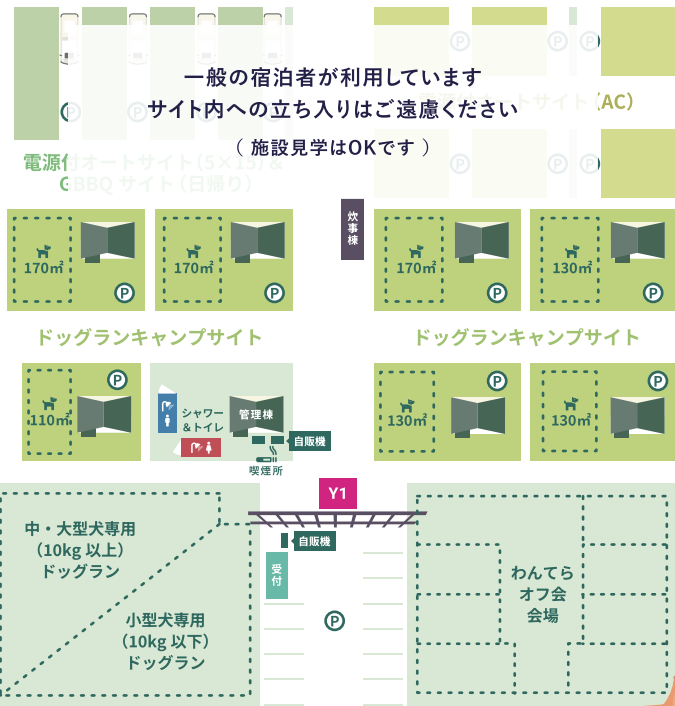 一般の宿泊者が利用しています
サイト内への立ち入りはご遠慮ください
（ 施設見学はOKです ）
P
P
P
電源付オートサイト（AC）
P
P
P
P
P
P
P
P
P
電源付オートサイト（5×15）&
BBQ サイト（日帰り）
炊事棟
170㎡
P
170㎡
P
170㎡
P
130㎡
P
ドッグランキャンプサイト
ドッグランキャンプサイト
110㎡
P
シャワー
&トイレ
管理棟
自販機
喫煙所
130㎡
P
130㎡
P
Y1
自販機
受付
P
中・大型犬専用
（10kg 以上）
ドッグラン
小型犬専用
（10kg 以下）
ドッグラン
わんてら
オフ会
会場